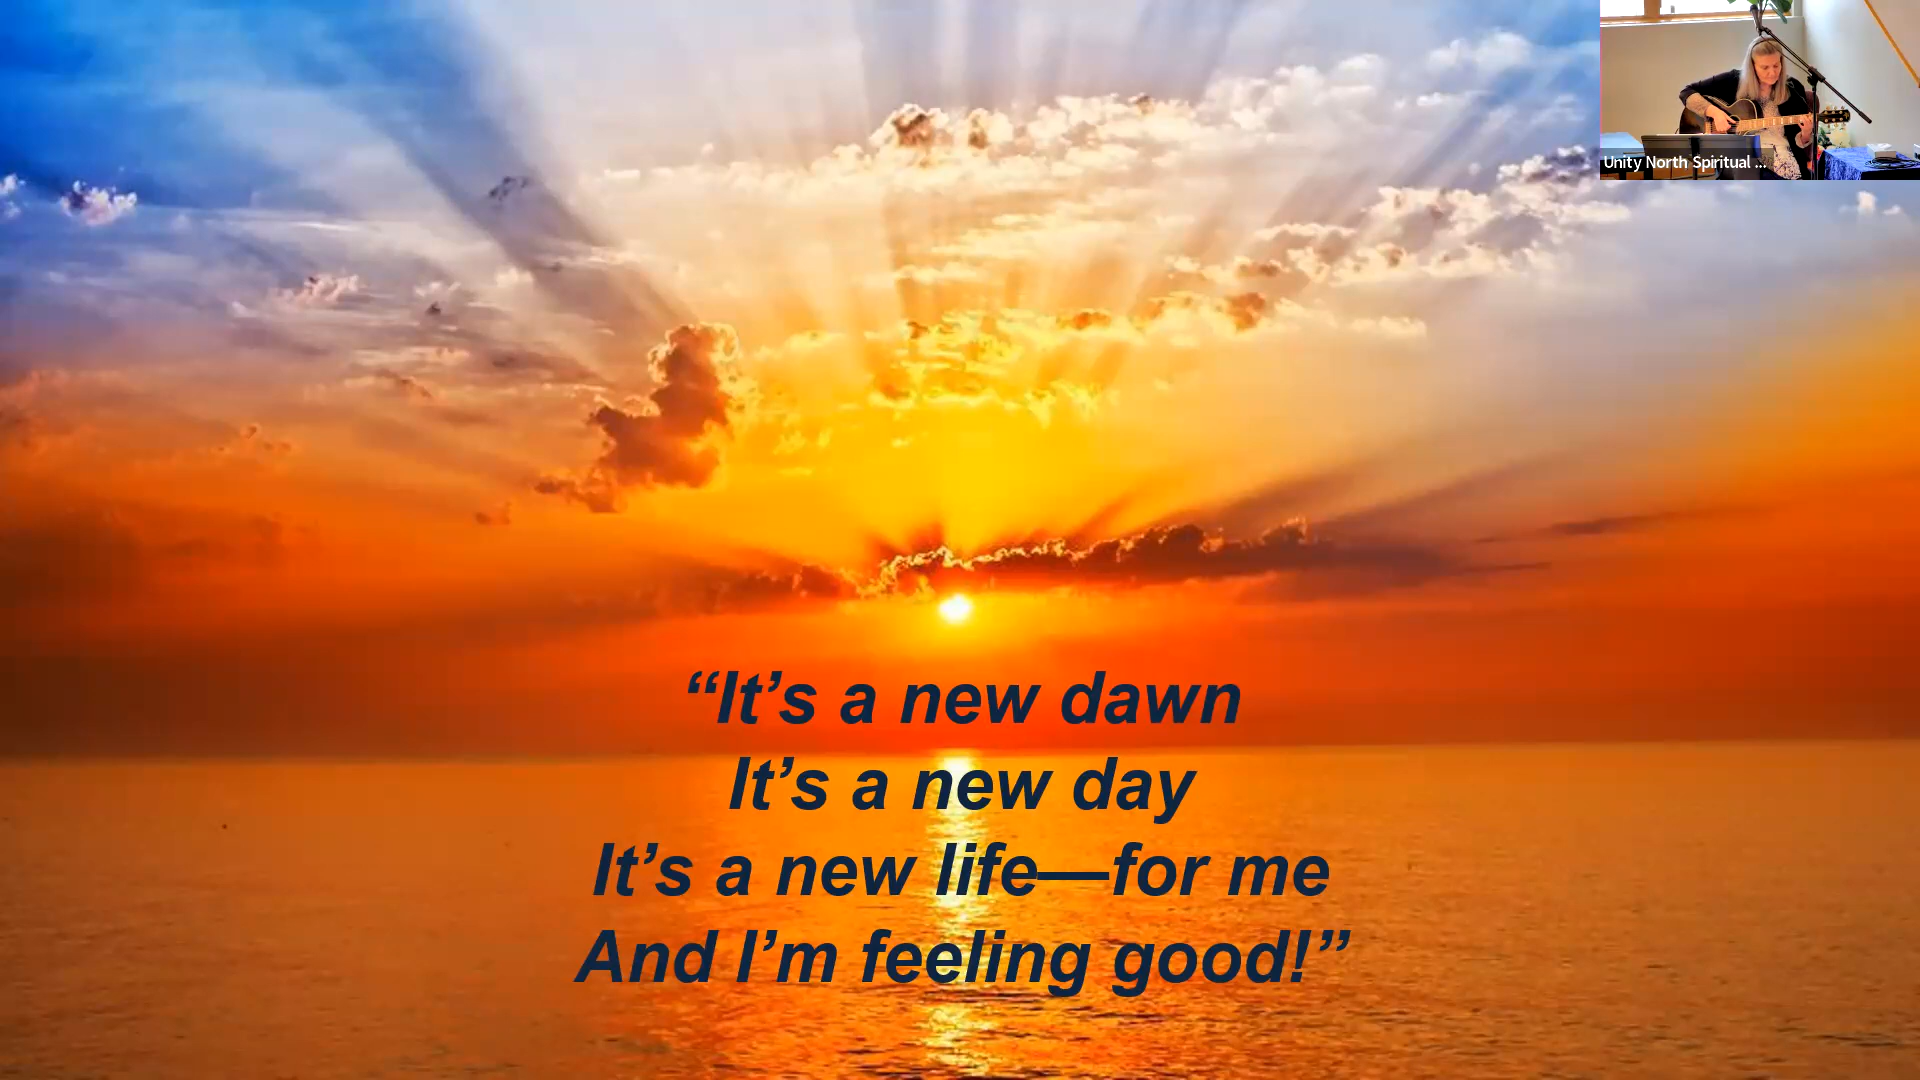 Unity North Spiritual ...
“It’s a new dawn
It’s a new day
It’s a new life—for me
And I’m feeling good!”